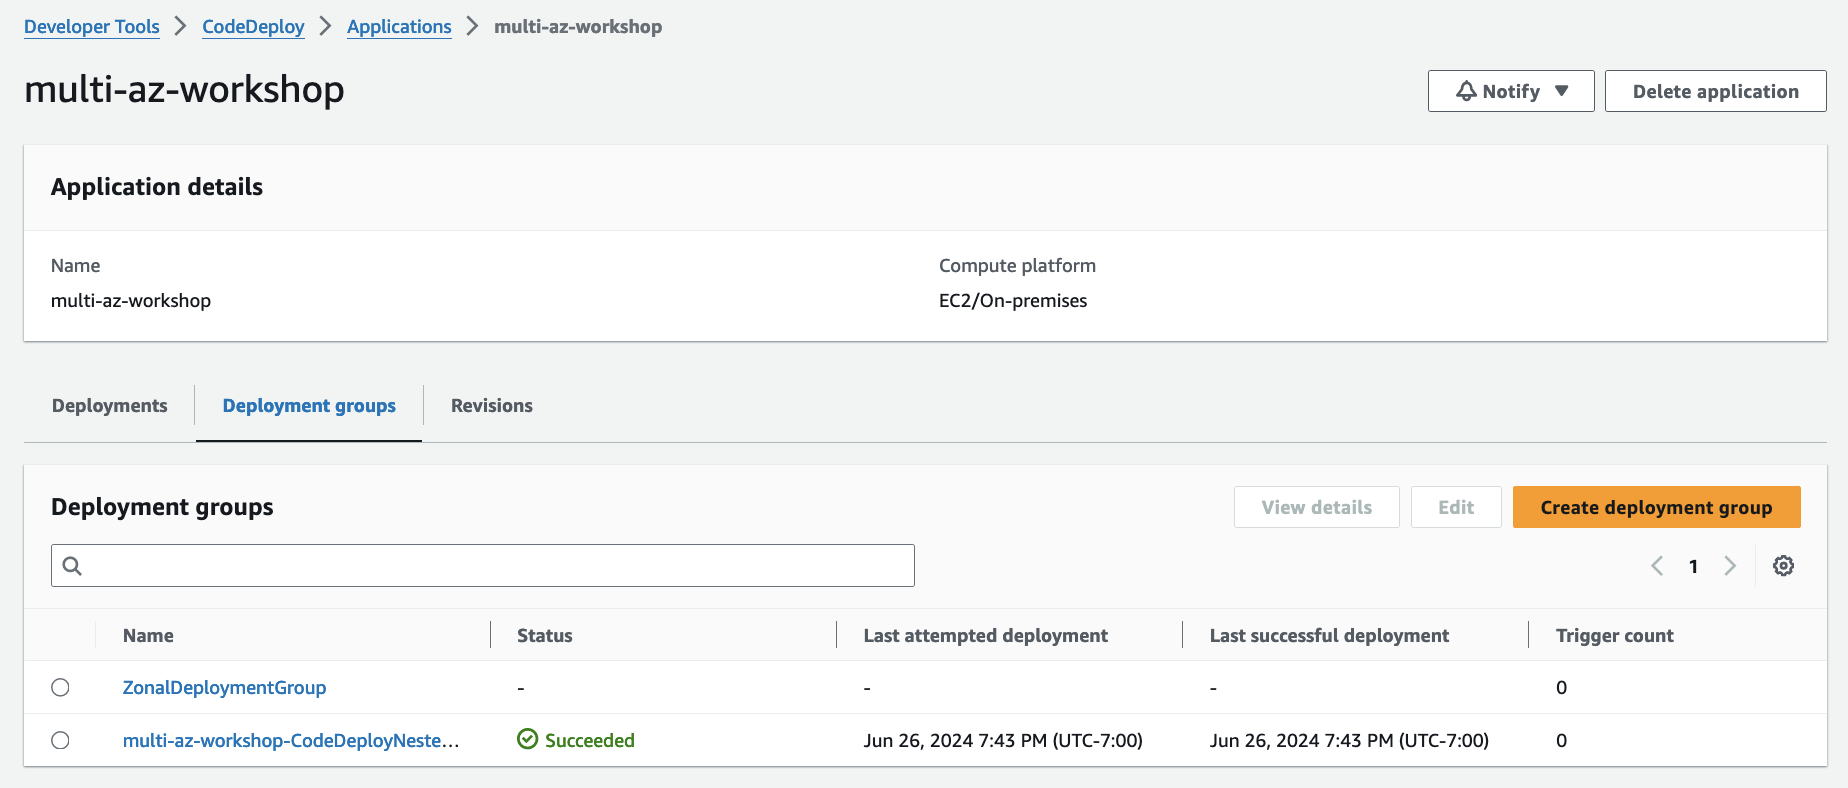 Developer Tools > CodeDeploy > Applications > multi-az-workshop
multi-az-workshop
Notify ▼ Delete application
Application details
Name Compute platform
multi-az-workshop EC2/On-premises
Deployments Deployment groups Revisions
Deployment groups View details Edit Create deployment group
< 1 >
Name Status Last attempted deployment Last successful deployment Trigger count
ZonalDeploymentGroup - - - 0
multi-az-workshop-CodeDeployNeste... Succeeded Jun 26, 2024 7:43 PM (UTC-7:00) Jun 26, 2024 7:43 PM (UTC-7:00) 0